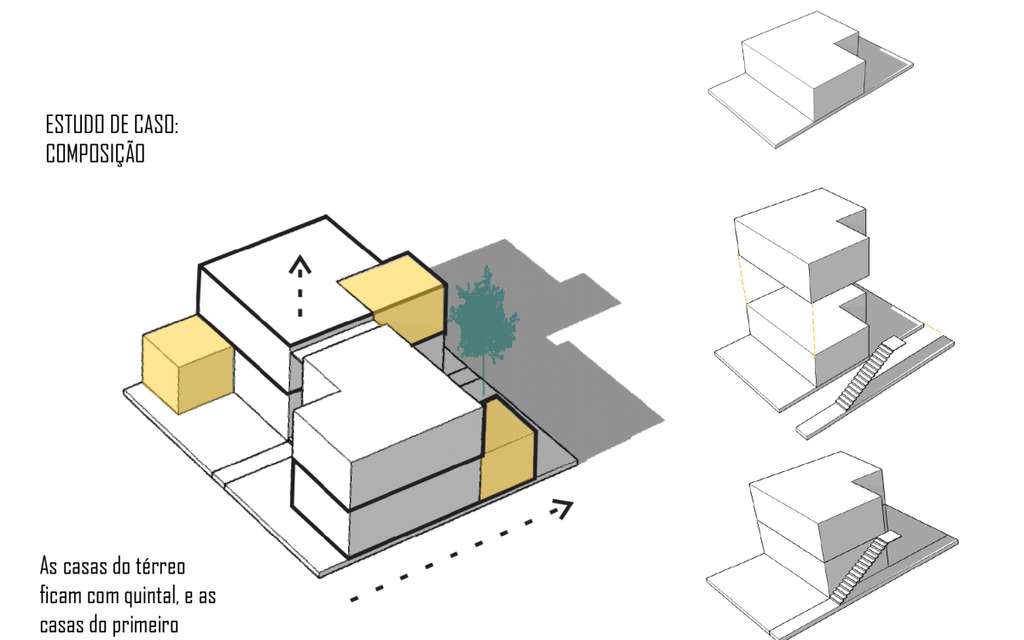 ESTUDO DE CASO:
COMPOSIÇÃO
As casas do térreo
ficam com quintal, e as
casas do primeiro